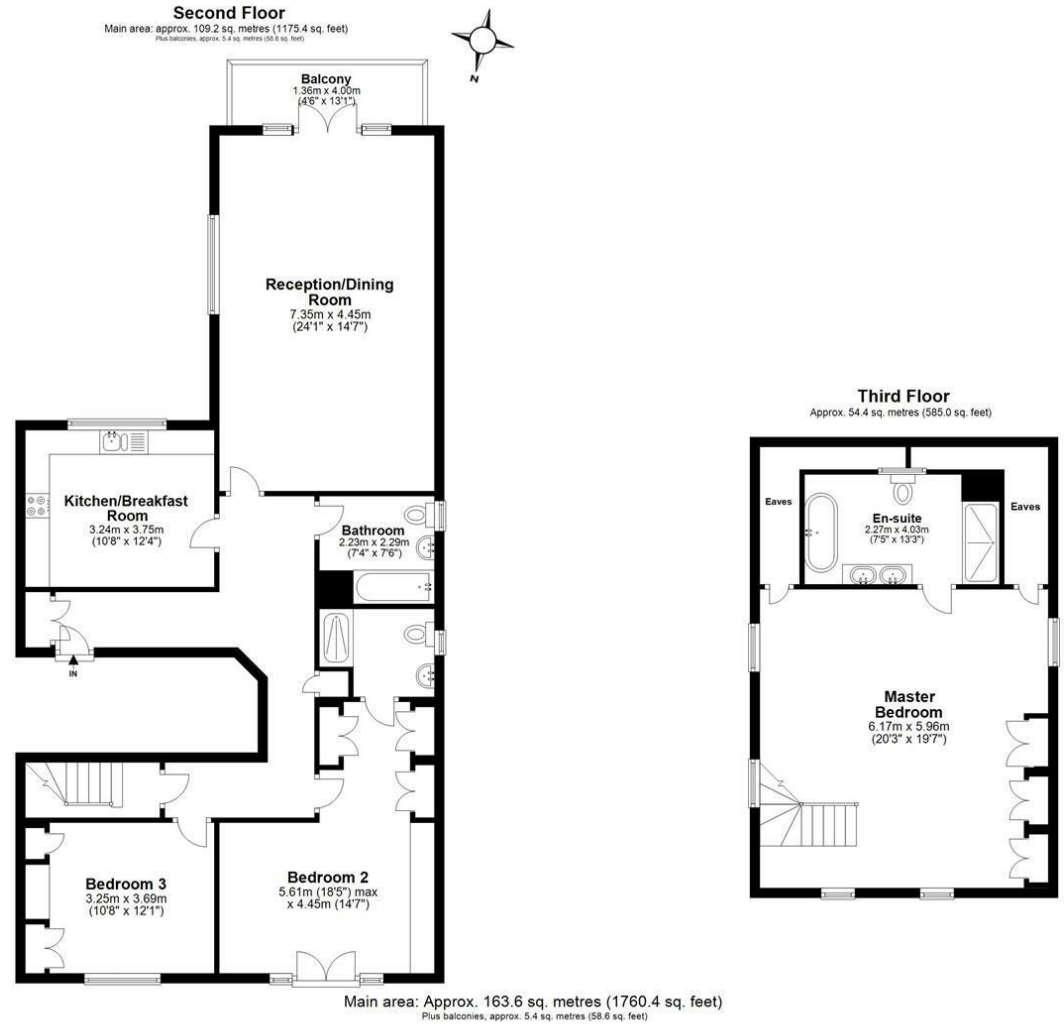 Second Floor
Main area: approx. 109.2 sq. metres (1175.4 sq. feet)
Plus balconies, approx. 5.4 sq. metres (58.6 sq. feet)
N
Balcony
1.36m x 4.00m
(4'6" x 13'1")
Reception/Dining
Room
7.35m x 4.45m
(24'1" x 14'7")
Kitchen/Breakfast
Room
3.24m x 3.75m
(10'8" x 12'4")
Bathroom
2.23m x 2.29m
(7'4" x 7'6")
IN
Bedroom 3
3.25m x 3.69m
(10'8" x 12'1")
Bedroom 2
5.61m (18'5") max
x 4.45m (14'7")
Third Floor
Approx. 54.4 sq. metres (585.0 sq. feet)
Eaves
En-suite
2.27m x 4.03m
(7'5" x 13'3")
Eaves
Master
Bedroom
6.17m x 5.96m
(20'3" x 19'7")
Main area: Approx. 163.6 sq. metres (1760.4 sq. feet)
Plus balconies, approx. 5.4 sq. metres (58.6 sq. feet)